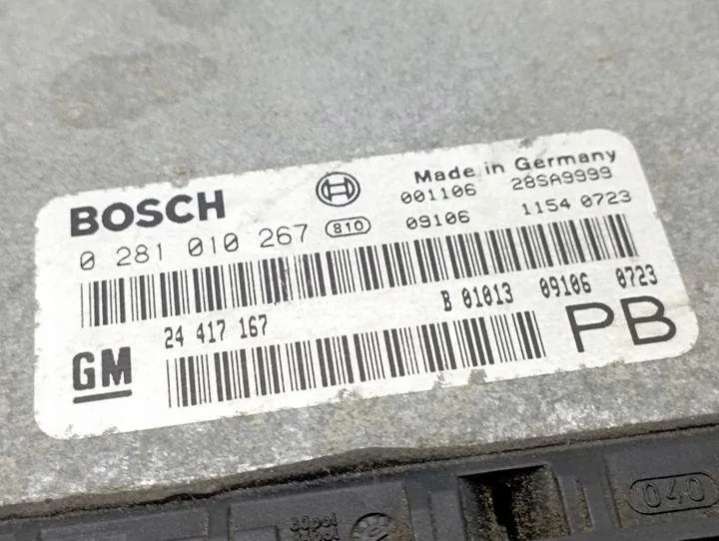 BOSCH
Made in Germany
001106 28SA9999
0 281 010 267 810 09106 1154 0723
24 417 167 B 01013 09106 0723
GM PB
040